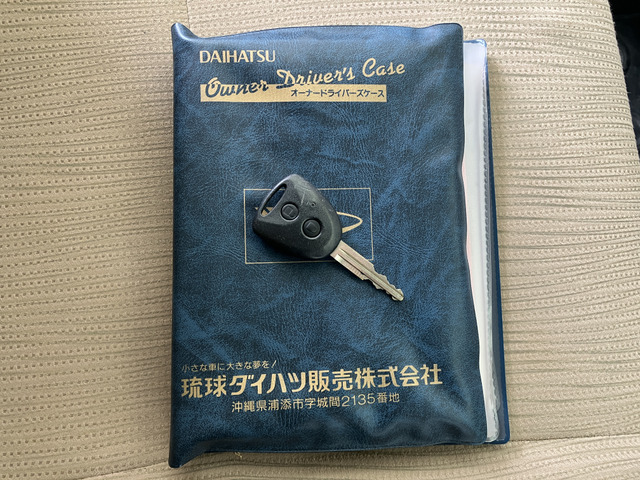 DAIHATSU
Owner Driver's Case
オーナードライバーズケース
小さな車に大きな夢を!
琉球ダイハツ販売株式会社
沖縄県浦添市字城間2135番地